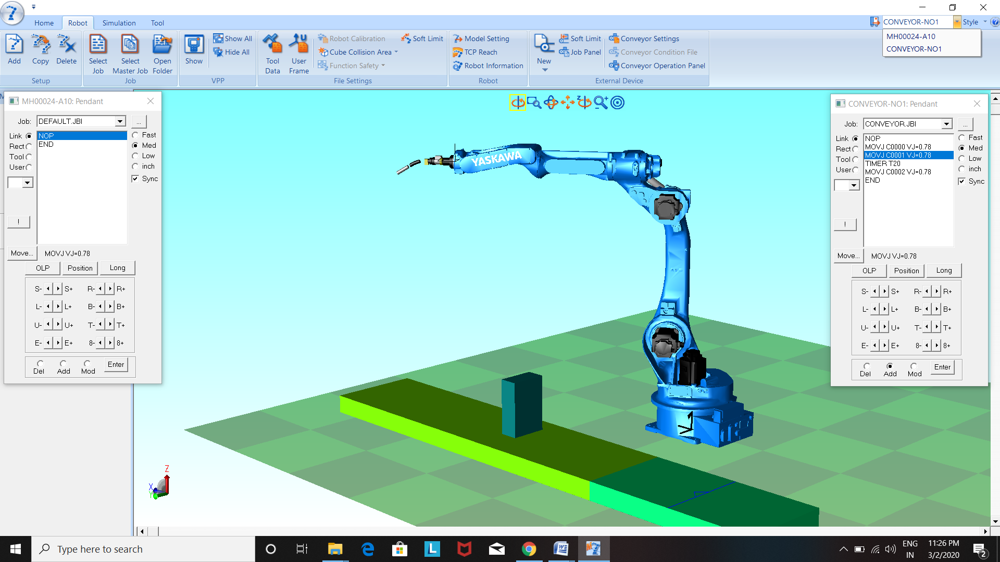 Home Robot Simulation Tool
CONVEYOR-NO1 Style
MH00024-A10
CONVEYOR-NO1
Add Copy Delete
Setup
Select Job
Select Master Job
Open Folder
Job
Show
Show All
Hide All
VPP
Tool Data
User Frame
Robot Calibration
Cube Collision Area
Function Safety
Soft Limit
File Settings
Model Setting
TCP Reach
Robot Information
Robot
New
Soft Limit
Job Panel
Conveyor Settings
Conveyor Condition File
Conveyor Operation Panel
External Device
MH00024-A10: Pendant
Job: DEFAULT.JBI ...
Link
Rect
Tool
User
NOP
END
Fast
Med
Low
inch
Sync
!
Move... MOVJ VJ=0.78
OLP Position Long
S- S+ R- R+
L- L+ B- B+
U- U+ T- T+
E- E+ 8- 8+
Del Add Mod Enter
YASKAWA
Z
X
Y
Z
CONVEYOR-NO1: Pendant
Job: CONVEYOR.JBI ...
Link
Rect
Tool
User
NOP
MOVJ C0000 VJ=0.78
MOVJ C0001 VJ=0.78
TIMER T20
MOVJ C0002 VJ=0.78
END
Fast
Med
Low
inch
Sync
!
Move... MOVJ VJ=0.78
OLP Position Long
S- S+ R- R+
L- L+ B- B+
U- U+ T- T+
E- E+ 8- 8+
Del Add Mod Enter
Type here to search
ENG
IN
11:26 PM
3/2/2020
2